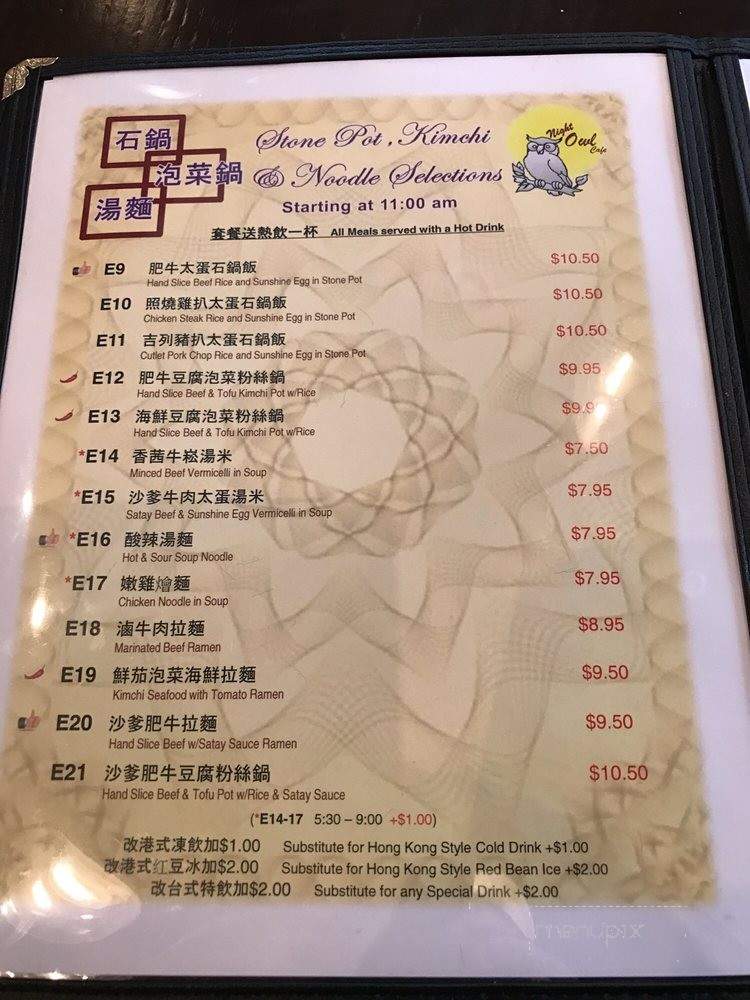 石鍋
泡菜鍋
湯麵
Stone Pot, Kimchi
& Noodle Selections
Night Owl Cafe
Starting at 11:00 am
套餐送熱飲一杯 All Meals served with a Hot Drink
E9 肥牛太蛋石鍋飯 $10.50
Hand Slice Beef Rice and Sunshine Egg in Stone Pot
E10 照燒雞扒太蛋石鍋飯 $10.50
Chicken Steak Rice and Sunshine Egg in Stone Pot
E11 吉列豬扒太蛋石鍋飯 $10.50
Cutlet Pork Chop Rice and Sunshine Egg in Stone Pot
E12 肥牛豆腐泡菜粉絲鍋 $9.95
Hand Slice Beef & Tofu Kimchi Pot w/Rice
E13 海鮮豆腐泡菜粉絲鍋 $9.9
Hand Slice Beef & Tofu Kimchi Pot w/Rice
*E14 香茜牛崧湯米 $7.50
Minced Beef Vermicelli in Soup
*E15 沙爹牛肉太蛋湯米 $7.95
Satay Beef & Sunshine Egg Vermicelli in Soup
*E16 酸辣湯麵 $7.95
Hot & Sour Soup Noodle
*E17 嫩雞燴麵 $7.95
Chicken Noodle in Soup
E18 滷牛肉拉麵 $8.95
Marinated Beef Ramen
E19 鮮茄泡菜海鮮拉麵 $9.50
Kimchi Seafood with Tomato Ramen
E20 沙爹肥牛拉麵 $9.50
Hand Slice Beef w/Satay Sauce Ramen
E21 沙爹肥牛豆腐粉絲鍋 $10.50
Hand Slice Beef & Tofu Pot w/Rice & Satay Sauce
(*E14-17 5:30 – 9:00 +$1.00)
改港式凍飲加$1.00 Substitute for Hong Kong Style Cold Drink +$1.00
改港式红豆冰加$2.00 Substitute for Hong Kong Style Red Bean Ice +$2.00
改台式特飲加$2.00 Substitute for any Special Drink +$2.00
menupix